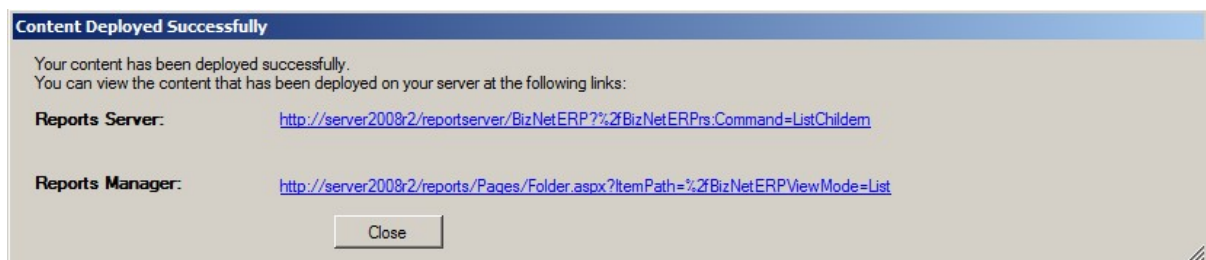 Content Deployed Successfully
Your content has been deployed successfully.
You can view the content that has been deployed on your server at the following links:
Reports Server: http://server2008r2/reportserver/BizNetERP?%2fBizNetERPrs:Command=ListChildern
Reports Manager: http://server2008r2/reports/Pages/Folder.aspx?ItemPath=%2fBizNetERPViewMode=List
Close